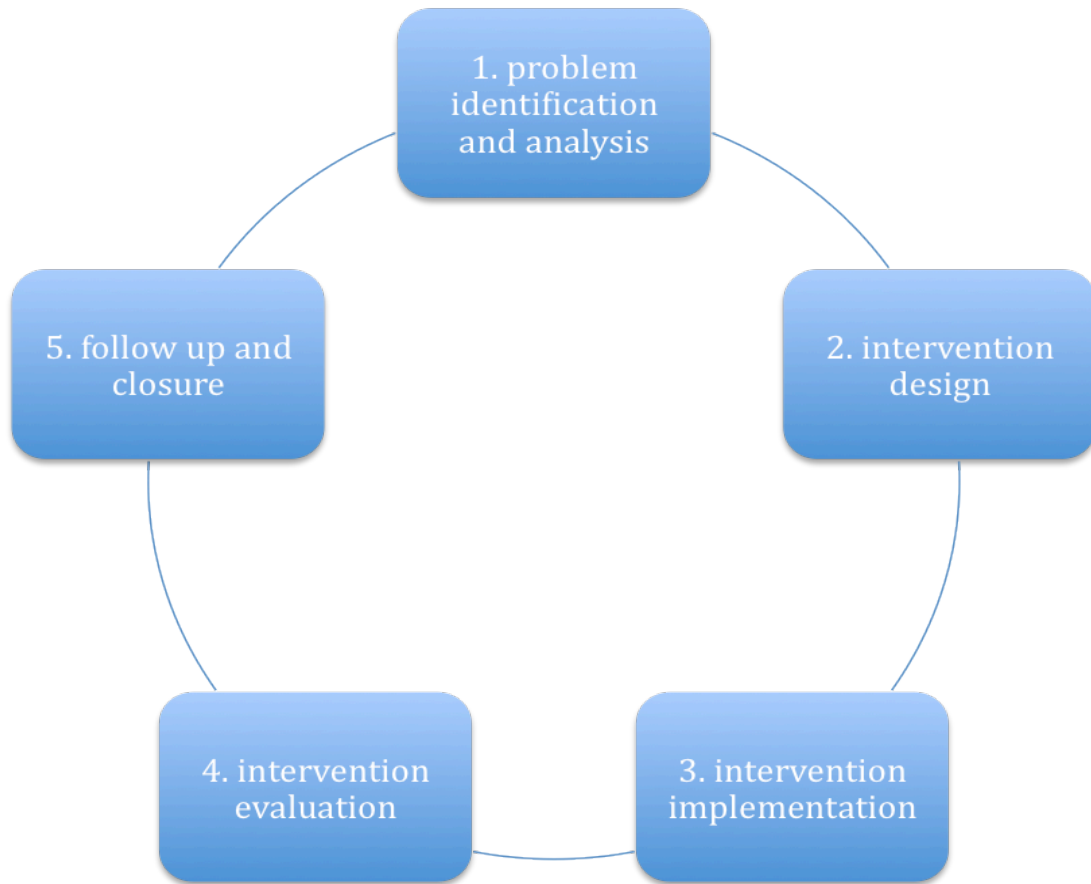 1. problem
identification
and analysis
2. intervention
design
3. intervention
implementation
4. intervention
evaluation
5. follow up and
closure